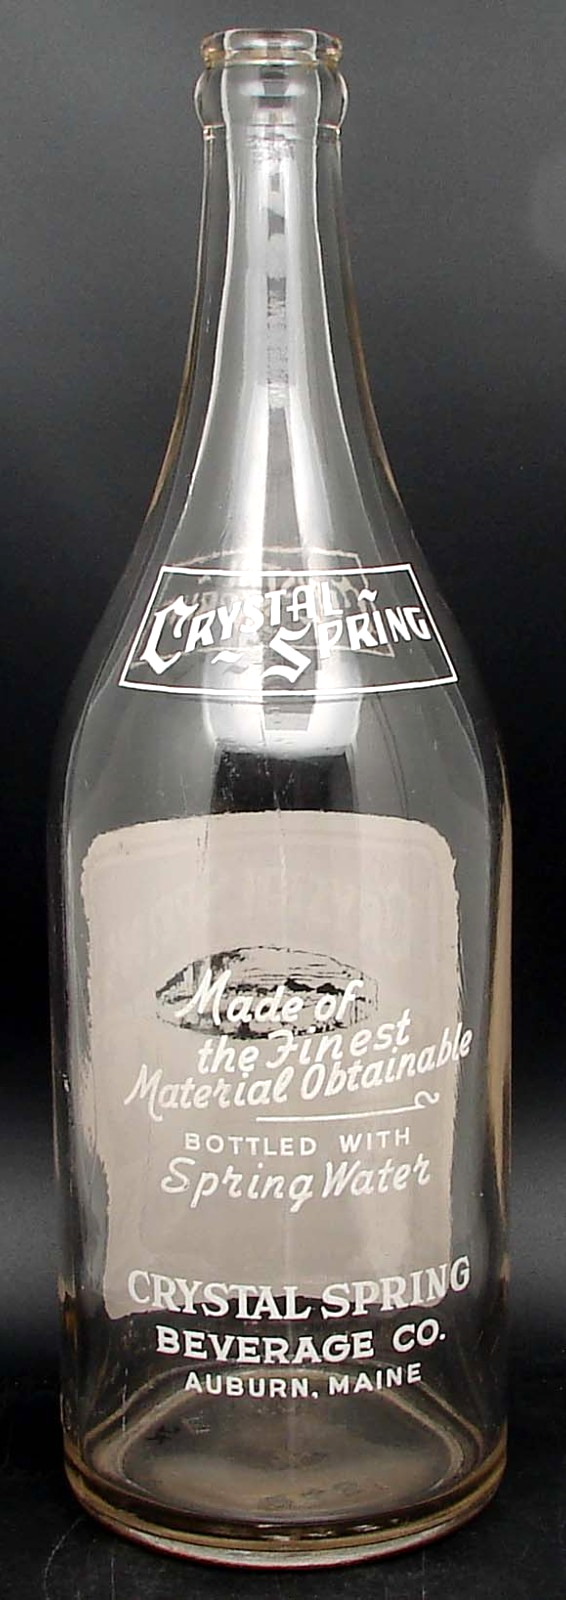 CRYSTAL
SPRING
Made of
the Finest
Material Obtainable
BOTTLED WITH
Spring Water
CRYSTAL SPRING
BEVERAGE CO.
AUBURN, MAINE